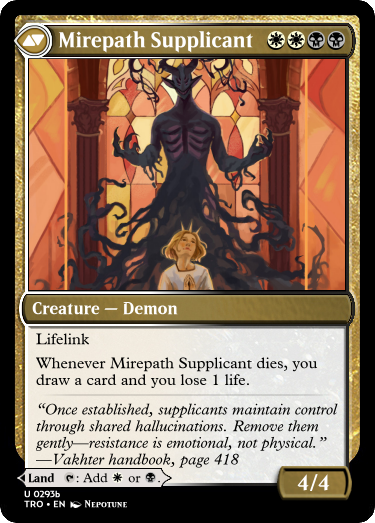 Mirepath Supplicant
Creature — Demon
Lifelink
Whenever Mirepath Supplicant dies, you
draw a card and you lose 1 life.
“Once established, supplicants maintain control
through shared hallucinations. Remove them
gently—resistance is emotional, not physical.”
—Vakhter handbook, page 418
Land : Add or .
4/4
U 0293b
TRO • EN Nepotune